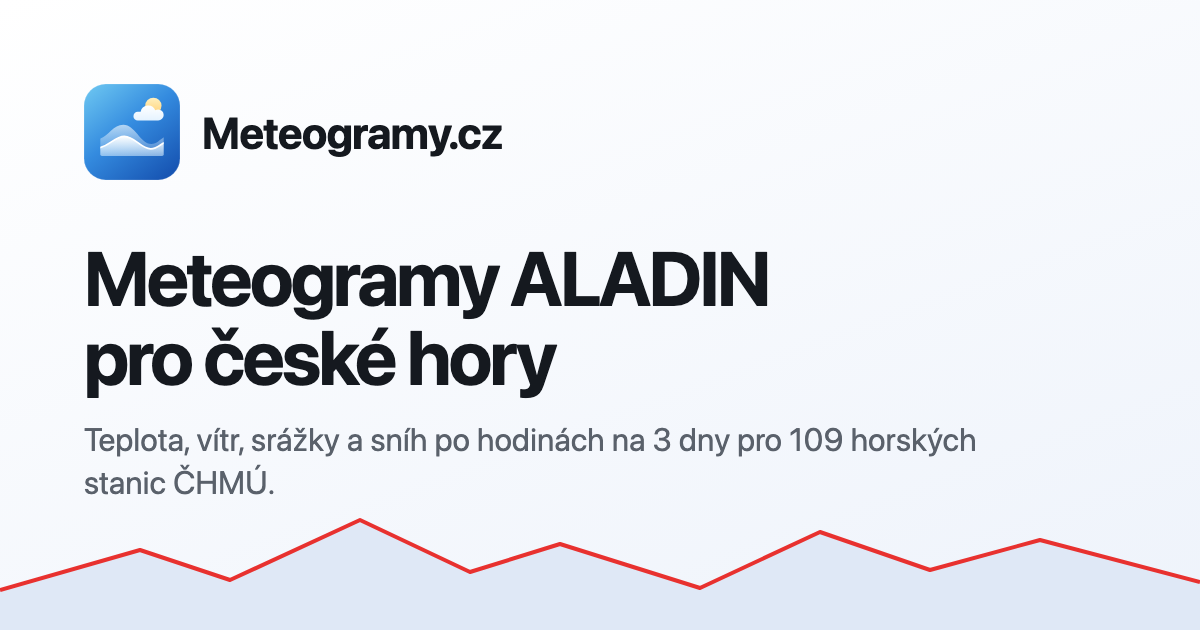 Meteogramy.cz
Meteogramy ALADIN
pro české hory
Teplota, vítr, srážky a sníh po hodinách na 3 dny pro 109 horských
stanic ČHMÚ.